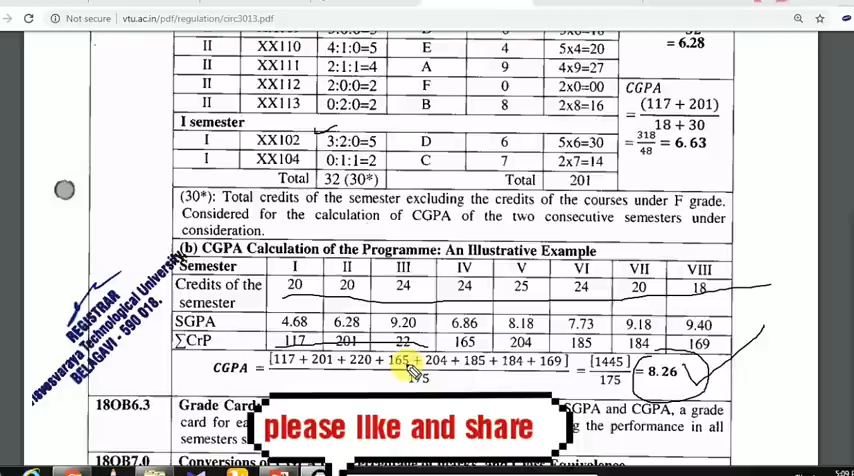 Not secure | vtu.ac.in/pdf/regulation/circ3013.pdf
II XX110 4:1:0=5 E 4 5x4=20
= 6.28
II XX111 2:1:1=4 A 9 4x9=27
II XX112 2:0:0=2 F 0 2x0=00
CGPA
II XX113 0:2:0=2 B 8 2x8=16
= (117 + 201)
18 + 30
I semester
I XX102 3:2:0=5 D 6 5x6=30
= 318
48 = 6.63
I XX104 0:1:1=2 C 7 2x7=14
Total 32 (30*) Total 201
(30*): Total credits of the semester excluding the credits of the courses under F grade.
Considered for the calculation of CGPA of the two consecutive semesters under
consideration.
(b) CGPA Calculation of the Programme: An Illustrative Example
Semester I II III IV V VI VII VIII
Credits of the semester 20 20 24 24 25 24 20 18
SGPA 4.68 6.28 9.20 6.86 8.18 7.73 9.18 9.40
∑CrP 117 201 22 165 204 185 184 169
CGPA = [117 + 201 + 220 + 165 + 204 + 185 + 184 + 169]
175
= [1445]
175 = 8.26
REGISTRAR
Technological University
BELAGAVI - 590 018.
18OB6.3 Grade Card SGPA and CGPA, a grade
card for ea ng the performance in all
semesters
please like and share
18OB7.0 Conversions of